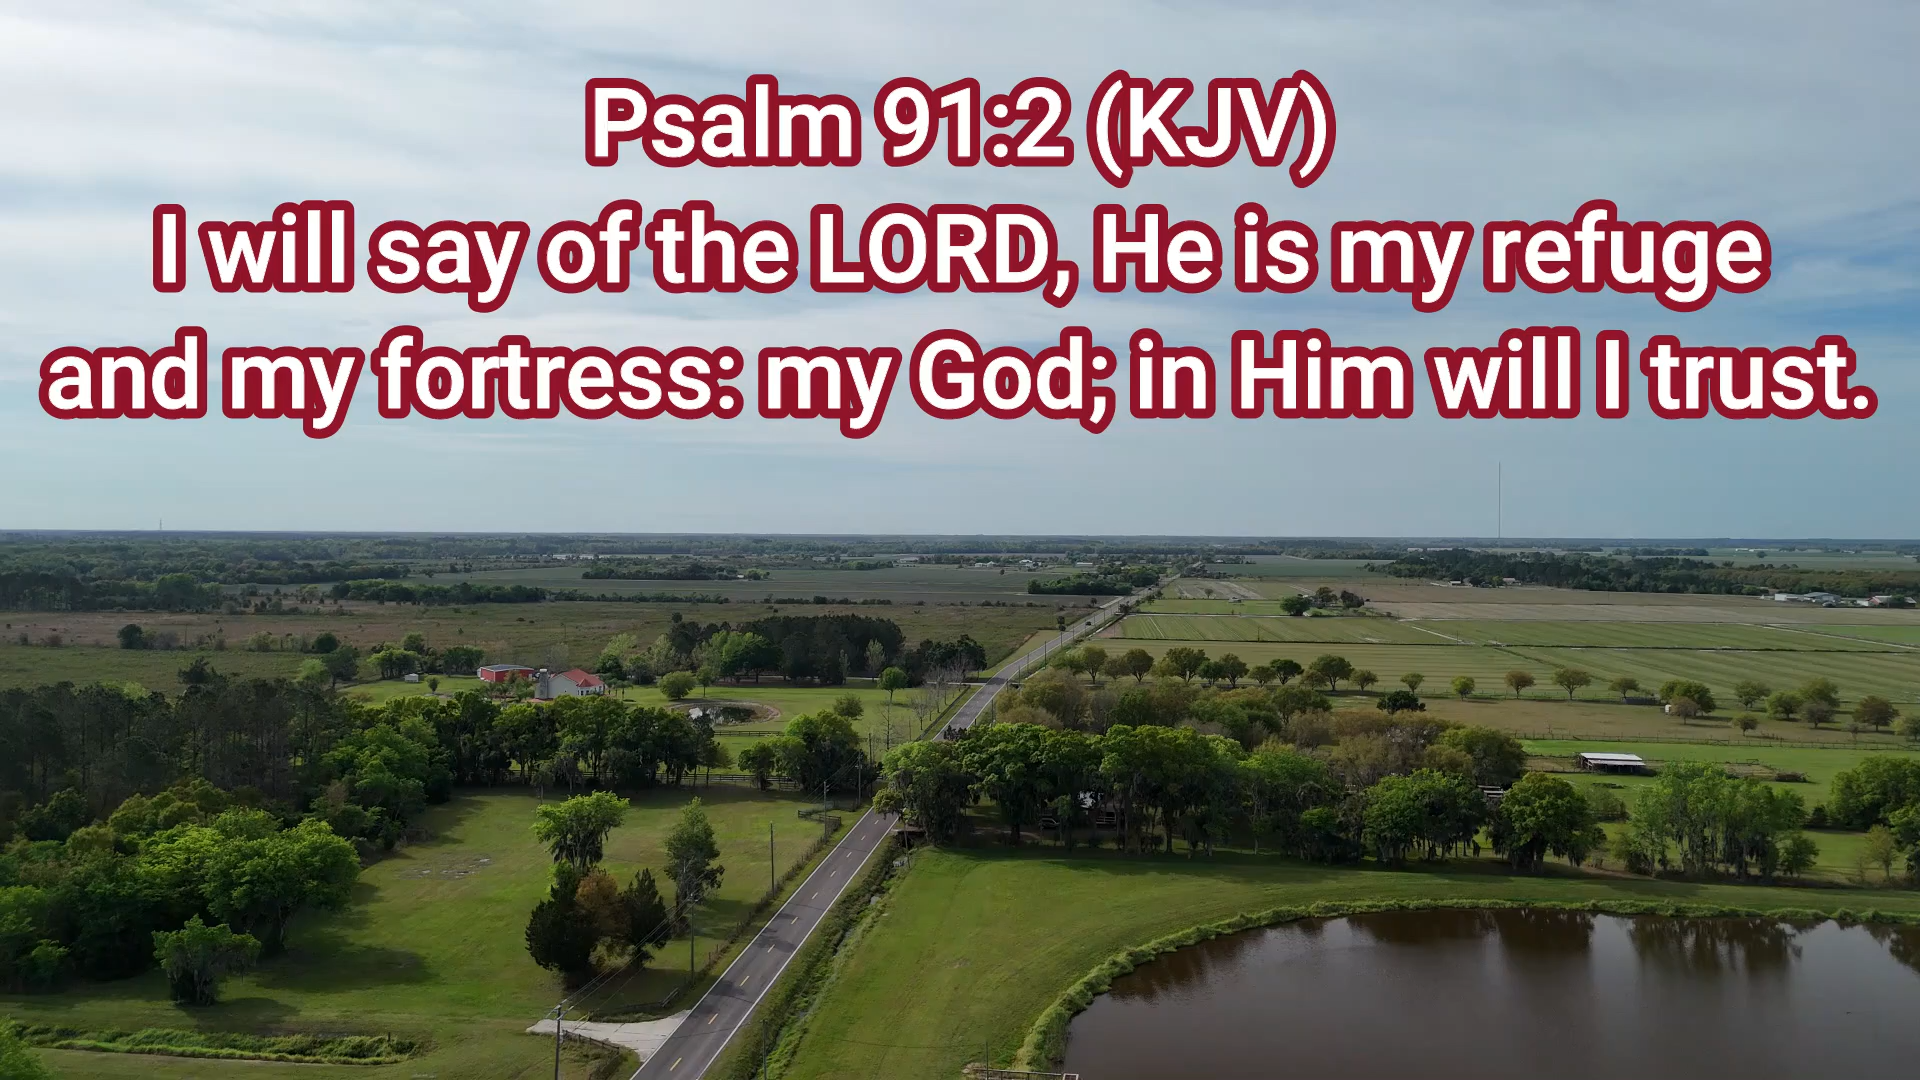 Psalm 91:2 (KJV)
I will say of the LORD, He is my refuge
and my fortress: my God; in Him will I trust.